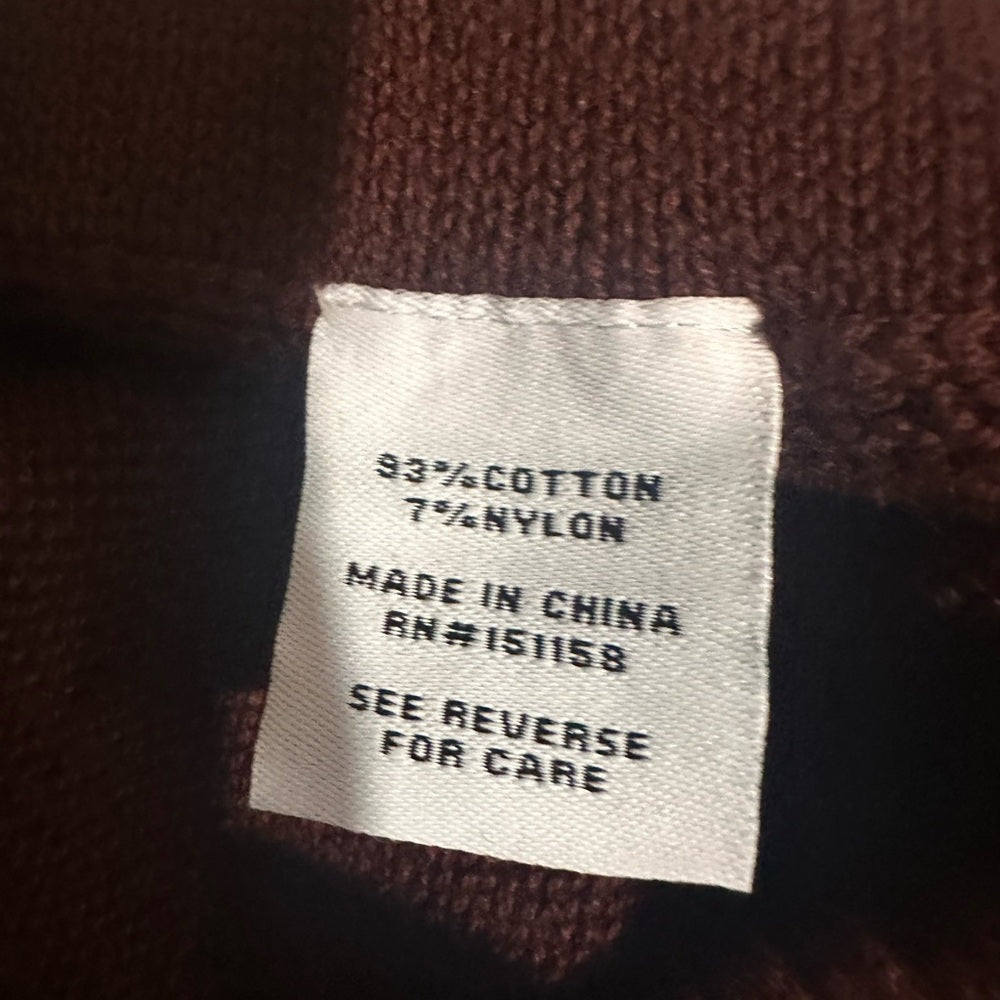 93%COTTON
7%NYLON
MADE IN CHINA
RN#151158
SEE REVERSE
FOR CARE